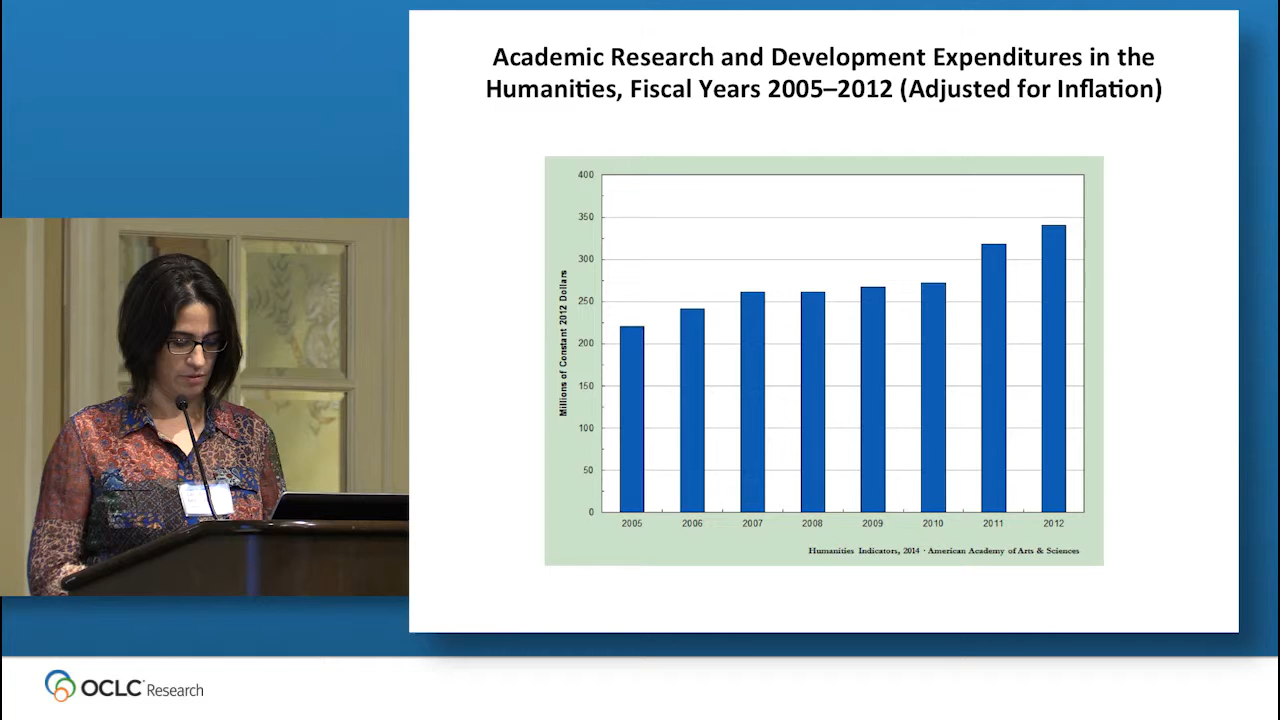 Academic Research and Development Expenditures in the
Humanities, Fiscal Years 2005–2012 (Adjusted for Inflation)
Millions of Constant 2012 Dollars
400
350
300
250
200
150
100
50
0
2005 2006 2007 2008 2009 2010 2011 2012
Humanities Indicators, 2014 · American Academy of Arts & Sciences
OCLC Research